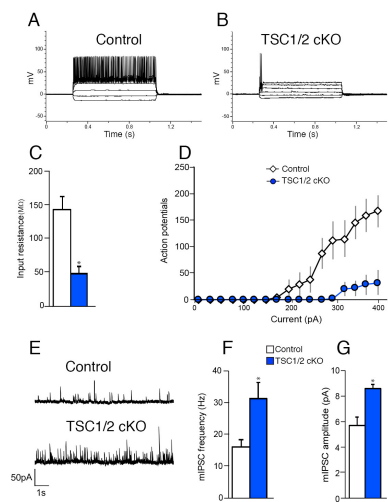 A
Control
mV
100
50
0
-50
0.4
0.8
1.2
Time (s)
B
TSC1/2 cKO
100
50
0
-50
0
0.4
0.8
1.2
Time (s)
C
Input resistance(MΩ)
200
150
100
50
0
*
D
Control
TSC1/2 cKO
Action potentials
250
200
150
100
50
0
0
100
200
300
400
Current (pA)
E
Control
TSC1/2 cKO
50pA
1s
F
Control
TSC1/2 cKO
mIPSC frequency (Hz)
40
30
20
10
0
*
G
mIPSC amplitude (pA)
10
8
6
4
2
0
*